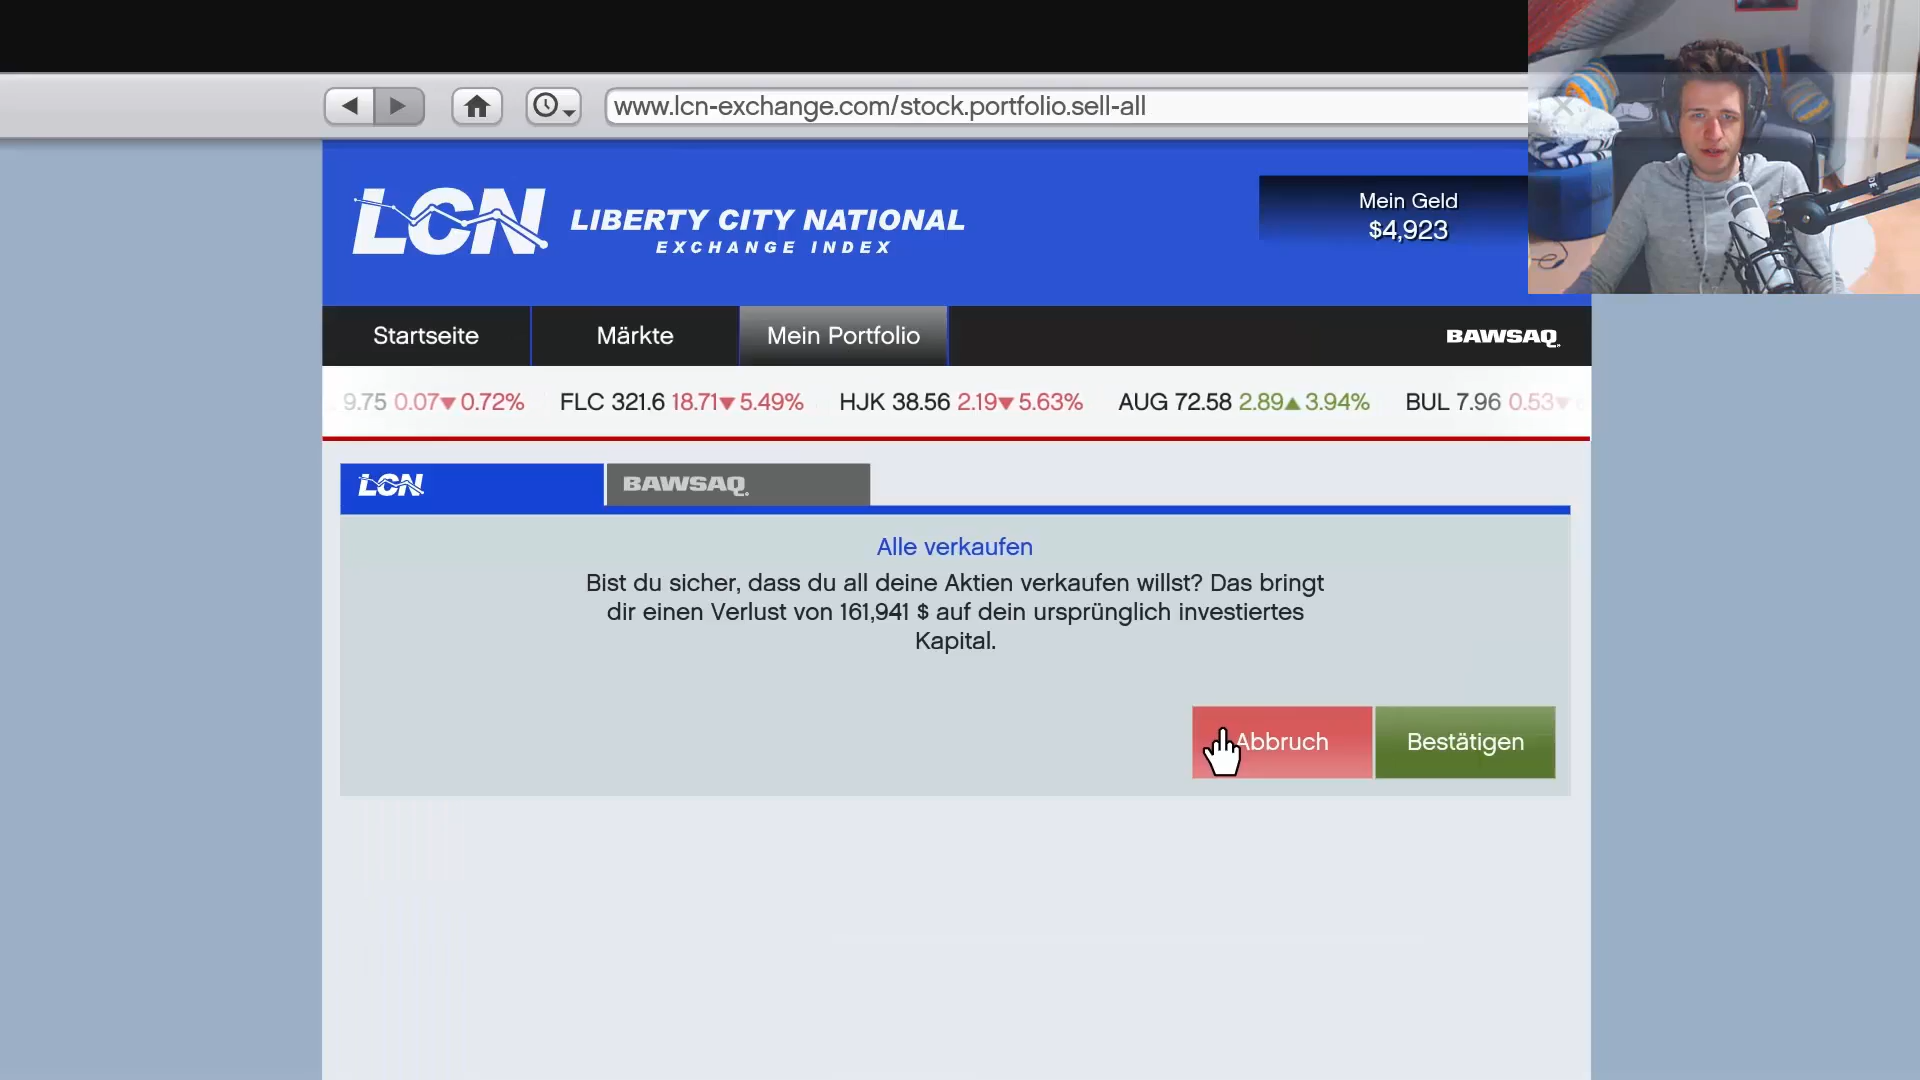 www.lcn-exchange.com/stock.portfolio.sell-all
LCN LIBERTY CITY NATIONAL
EXCHANGE INDEX
Mein Geld
$4,923
Startseite Märkte Mein Portfolio BAWSAQ
9.75 0.07▼0.72% FLC 321.6 18.71▼5.49% HJK 38.56 2.19▼5.63% AUG 72.58 2.89▲3.94% BUL 7.96 0.53▼
LCN BAWSAQ
Alle verkaufen
Bist du sicher, dass du all deine Aktien verkaufen willst? Das bringt
dir einen Verlust von 161,941 $ auf dein ursprünglich investiertes
Kapital.
Abbruch Bestätigen